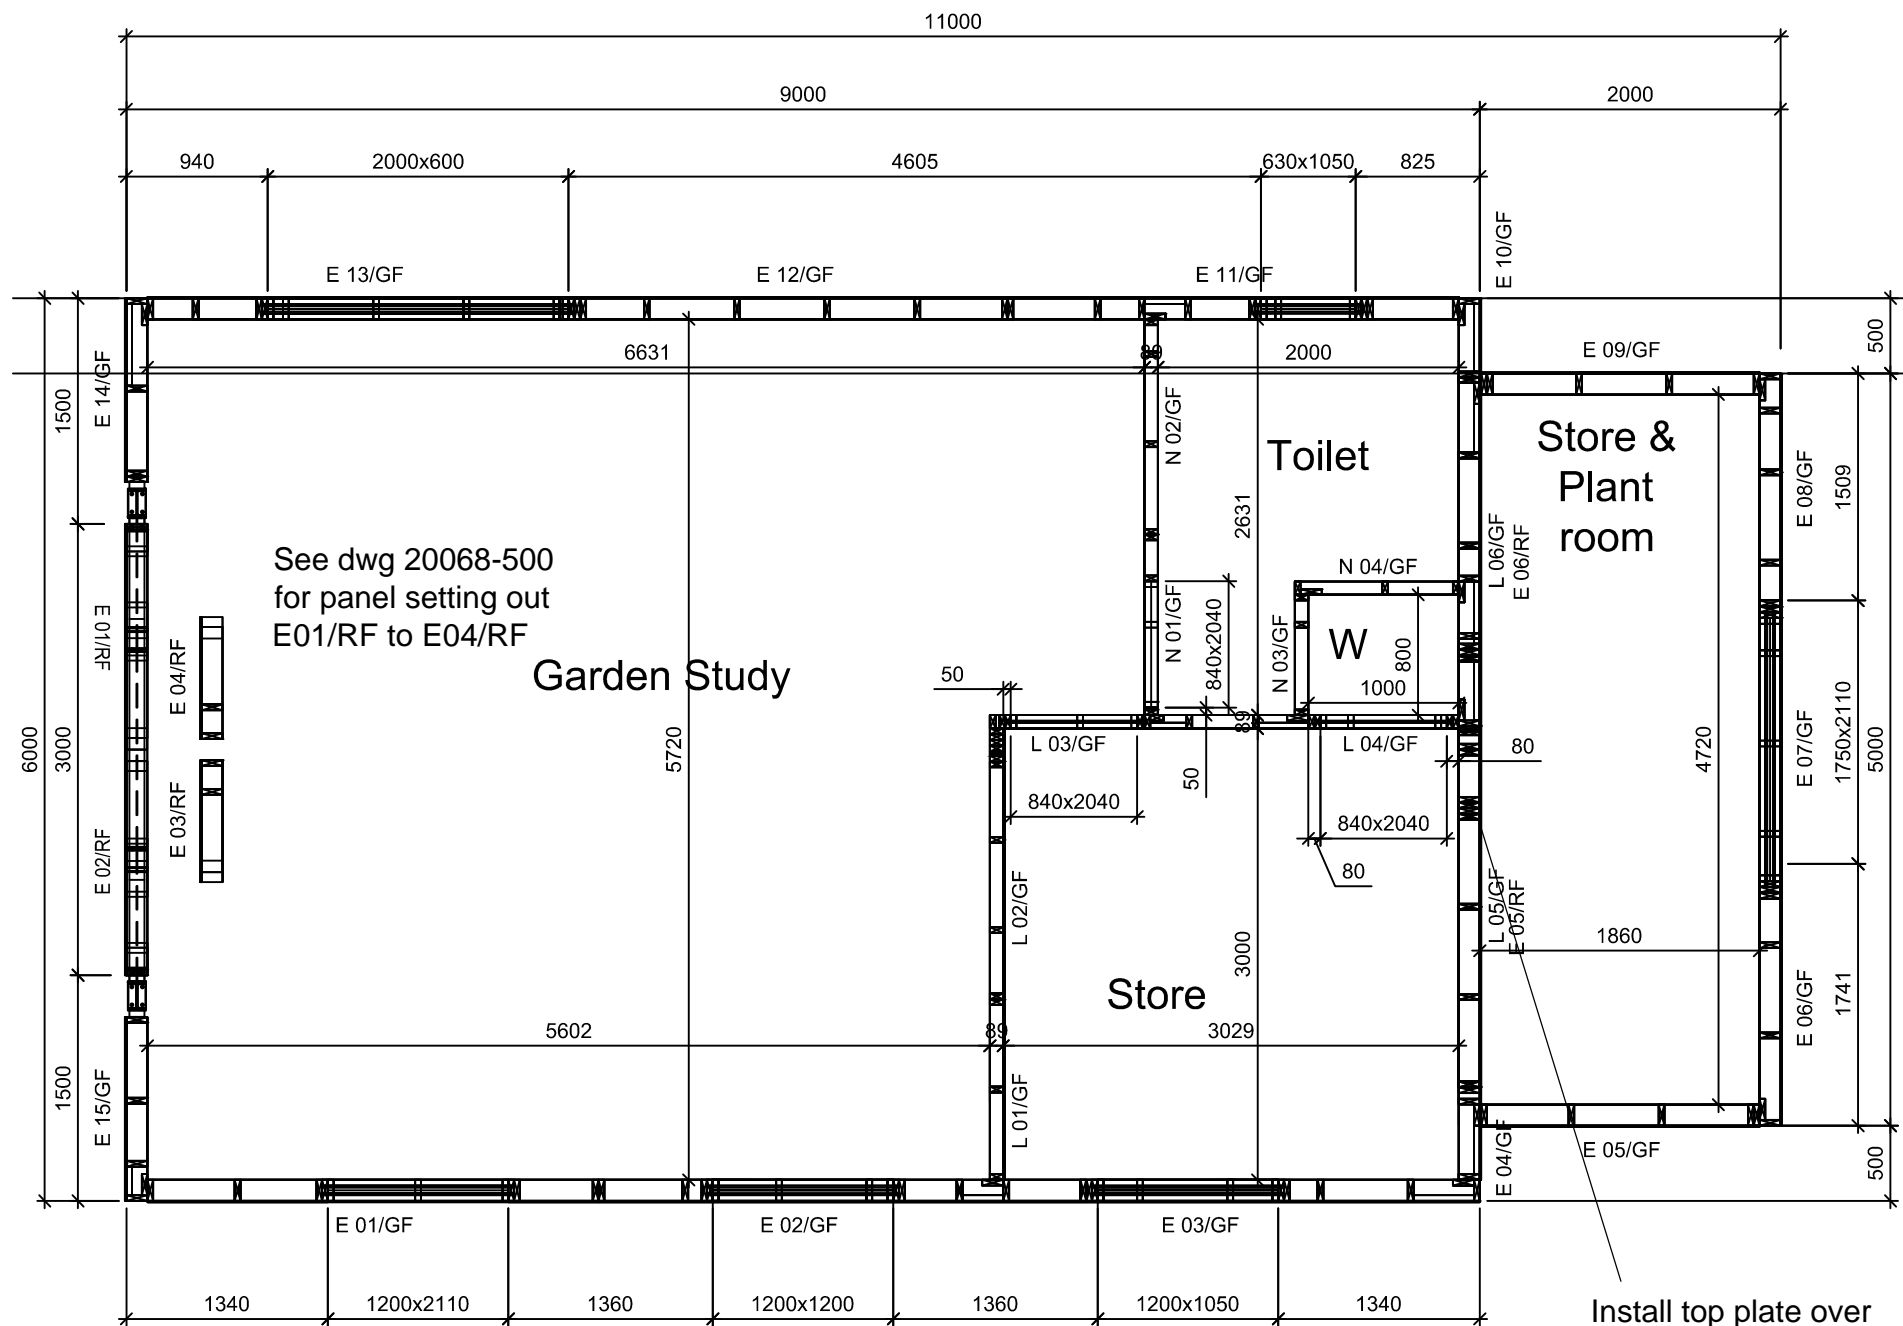 11000
9000
2000
940
2000x600
4605
630x1050
825
E 10/GF
E 13/GF
E 12/GF
E 11/GF
500
E 09/GF
6631
89
2000
E 14/GF
1500
N 02/GF
Toilet
Store &
Plant
room
E 08/GF
1509
2631
L 06/GF
E 06/RF
See dwg 20068-500
for panel setting out
E01/RF to E04/RF
N 04/GF
E 01/RF
E 04/RF
N 01/GF
840x2040
N 03/GF
W
800
1000
Garden Study
50
6000
3000
5720
89
L 03/GF
L 04/GF
80
4720
E 07/GF
1750x2110
5000
50
840x2040
840x2040
80
E 03/RF
E 02/RF
L 02/GF
L 05/GF
E 05/RF
3000
1860
Store
5602
89
3029
E 06/GF
1741
1500
E 15/GF
L 01/GF
E 04/GF
E 05/GF
500
E 01/GF
E 02/GF
E 03/GF
1340
1200x2110
1360
1200x1200
1360
1200x1050
1340
Install top plate over